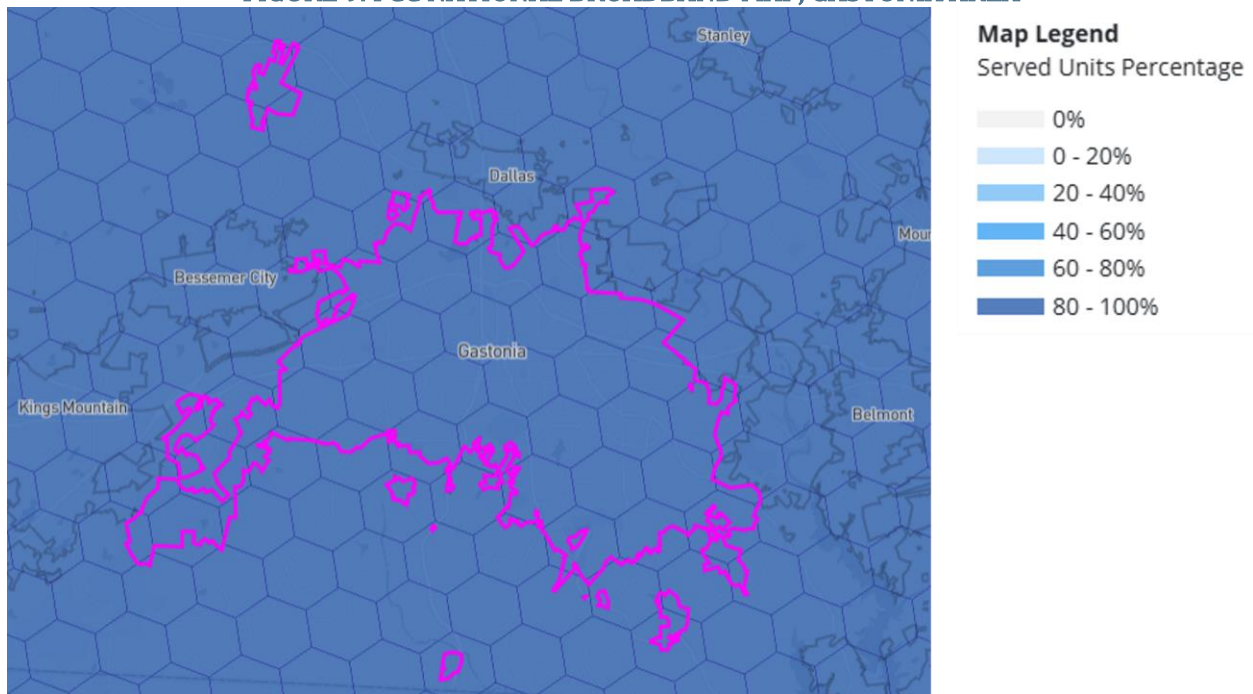 Stanley
Map Legend
Served Units Percentage
0%
0 - 20%
20 - 40%
40 - 60%
60 - 80%
80 - 100%
Dallas
Bessemer City
Gastonia
Kings Mountain
Belmont